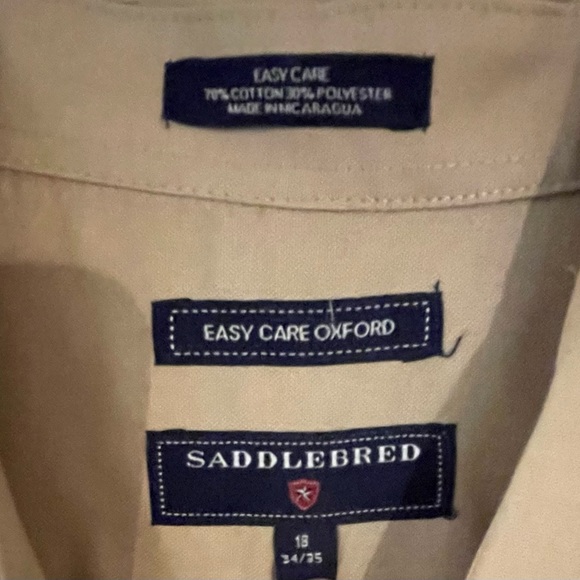 EASY CARE
70% COTTON 30% POLYESTER
MADE IN NICARAGUA
EASY CARE OXFORD
SADDLEBRED
18
34/35